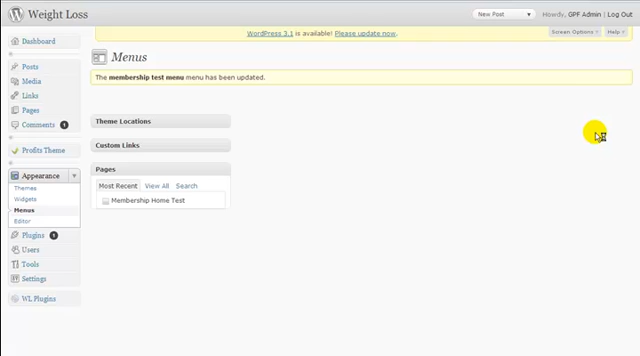 Weight Loss
New Post
Howdy, GPF Admin | Log Out
WordPress 3.1 is available! Please update now.
Screen Options
Help
Dashboard
Posts
Media
Links
Pages
Comments 1
Profits Theme
Appearance
Themes
Widgets
Menus
Editor
Plugins 1
Users
Tools
Settings
WL Plugins
Menus
The membership test menu menu has been updated.
Theme Locations
Custom Links
Pages
Most Recent View All Search
Membership Home Test